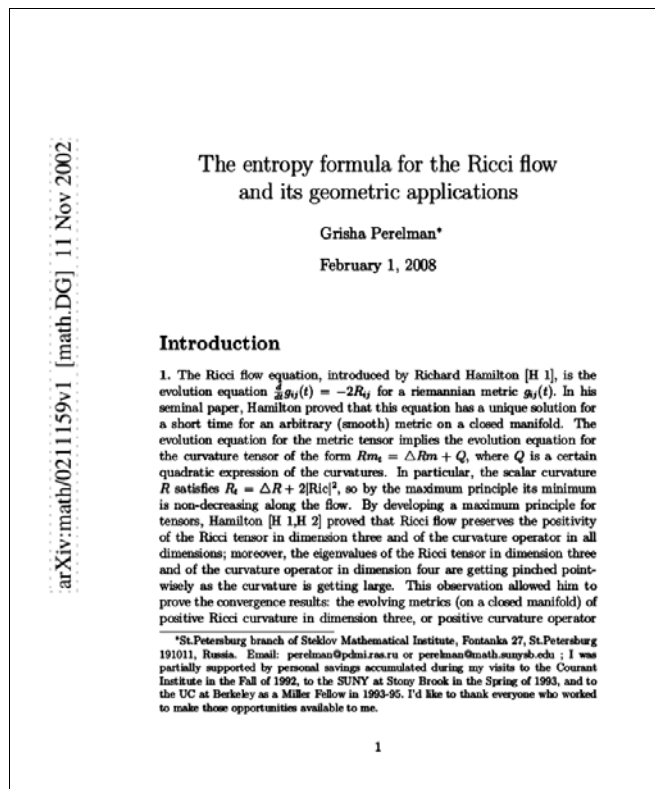 arXiv:math/0211159v1 [math.DG] 11 Nov 2002
The entropy formula for the Ricci flow
and its geometric applications
Grisha Perelman*
February 1, 2008
Introduction
1. The Ricci flow equation, introduced by Richard Hamilton [H 1], is the
evolution equation d/dt g_ij(t) = −2R_ij for a riemannian metric g_ij(t). In his
seminal paper, Hamilton proved that this equation has a unique solution for
a short time for an arbitrary (smooth) metric on a closed manifold. The
evolution equation for the metric tensor implies the evolution equation for
the curvature tensor of the form Rm_t = △Rm + Q, where Q is a certain
quadratic expression of the curvatures. In particular, the scalar curvature
R satisfies R_t = △R + 2|Ric|², so by the maximum principle its minimum
is non-decreasing along the flow. By developing a maximum principle for
tensors, Hamilton [H 1,H 2] proved that Ricci flow preserves the positivity
of the Ricci tensor in dimension three and of the curvature operator in all
dimensions; moreover, the eigenvalues of the Ricci tensor in dimension three
and of the curvature operator in dimension four are getting pinched point-
wisely as the curvature is getting large. This observation allowed him to
prove the convergence results: the evolving metrics (on a closed manifold) of
positive Ricci curvature in dimension three, or positive curvature operator
*St.Petersburg branch of Steklov Mathematical Institute, Fontanka 27, St.Petersburg
191011, Russia. Email: perelman@pdmi.ras.ru or perelman@math.sunysb.edu ; I was
partially supported by personal savings accumulated during my visits to the Courant
Institute in the Fall of 1992, to the SUNY at Stony Brook in the Spring of 1993, and to
the UC at Berkeley as a Miller Fellow in 1993-95. I'd like to thank everyone who worked
to make those opportunities available to me.
1